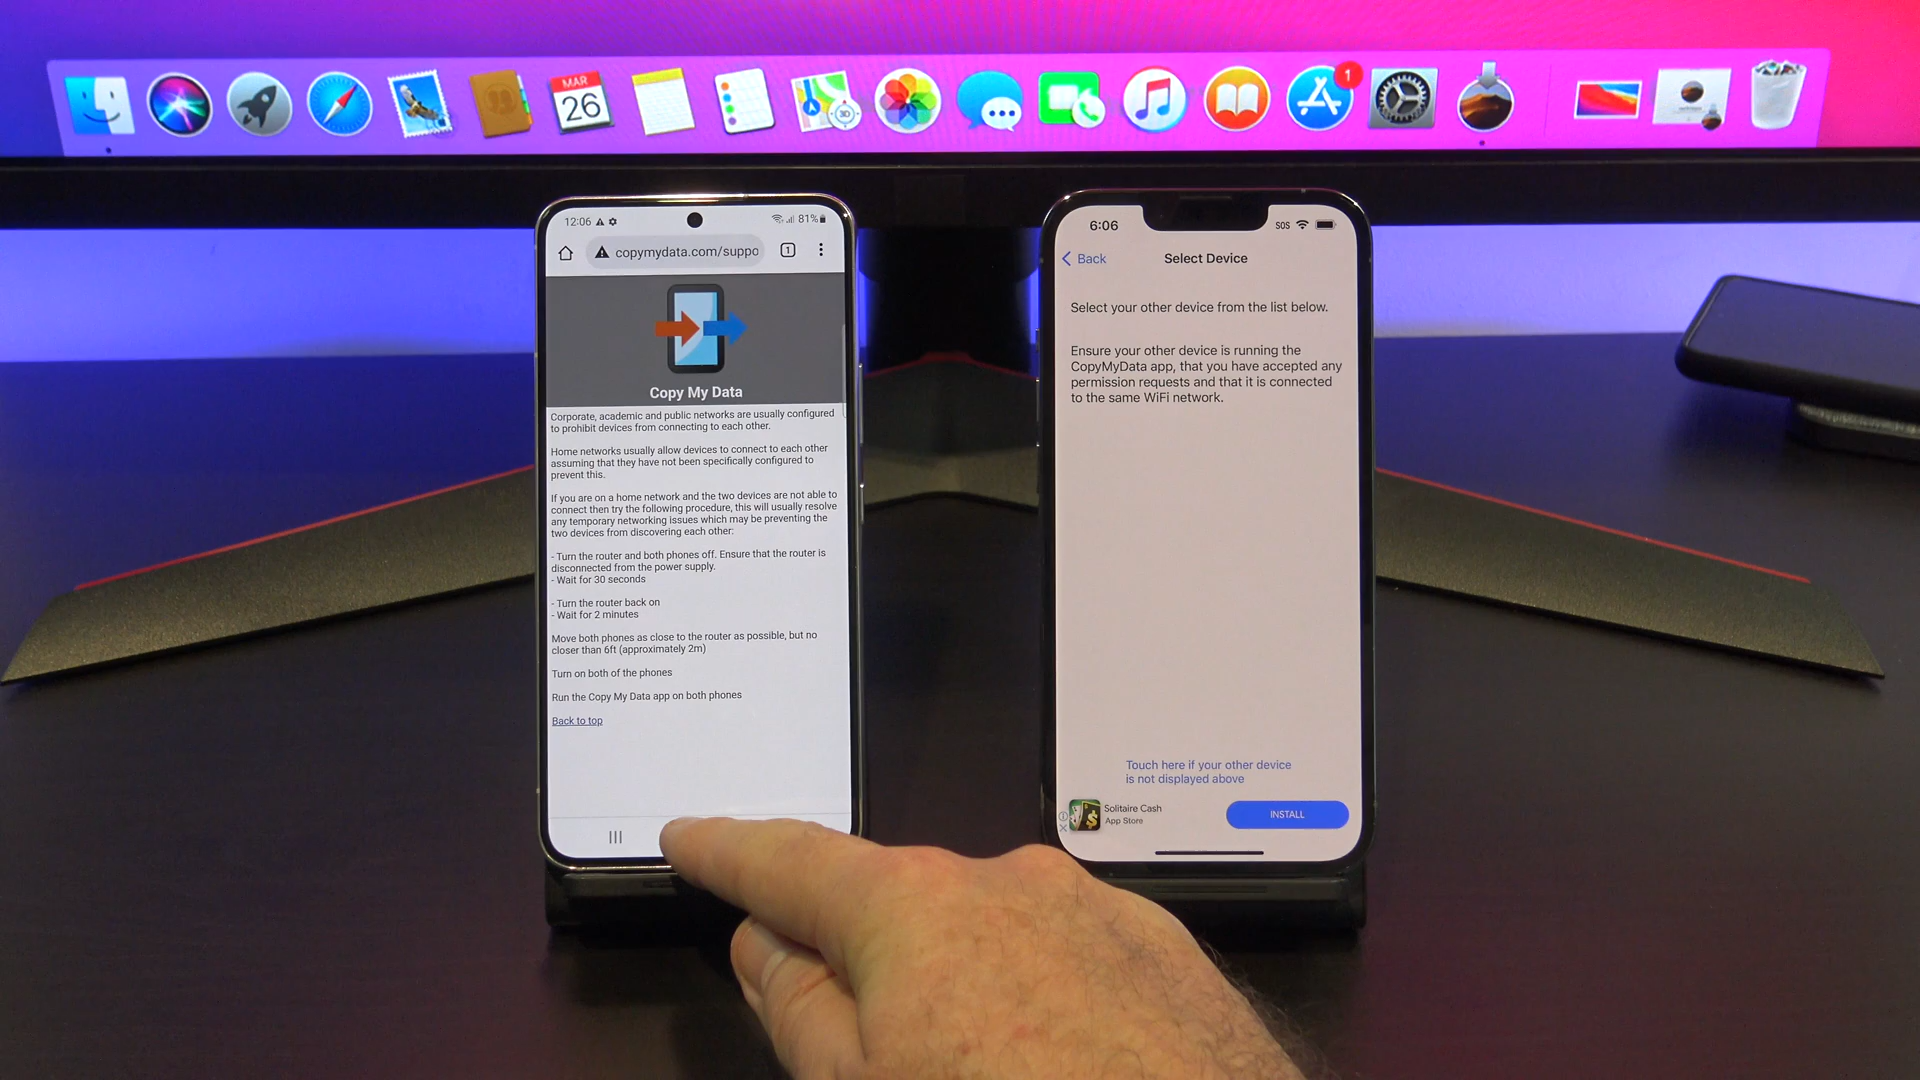 MAR
26
3D
1
12:06
81%
copymydata.com/suppo
1
Copy My Data
Corporate, academic and public networks are usually configured
to prohibit devices from connecting to each other.
Home networks usually allow devices to connect to each other
assuming that they have not been specifically configured to
prevent this.
If you are on a home network and the two devices are not able to
connect then try the following procedure, this will usually resolve
any temporary networking issues which may be preventing the
two devices from discovering each other:
- Turn the router and both phones off. Ensure that the router is
disconnected from the power supply.
- Wait for 30 seconds
- Turn the router back on
- Wait for 2 minutes
Move both phones as close to the router as possible, but no
closer than 6ft (approximately 2m)
Turn on both of the phones
Run the Copy My Data app on both phones
Back to top
6:06
SOS
Back
Select Device
Select your other device from the list below.
Ensure your other device is running the
CopyMyData app, that you have accepted any
permission requests and that it is connected
to the same WiFi network.
Touch here if your other device
is not displayed above
Solitaire Cash
App Store
INSTALL